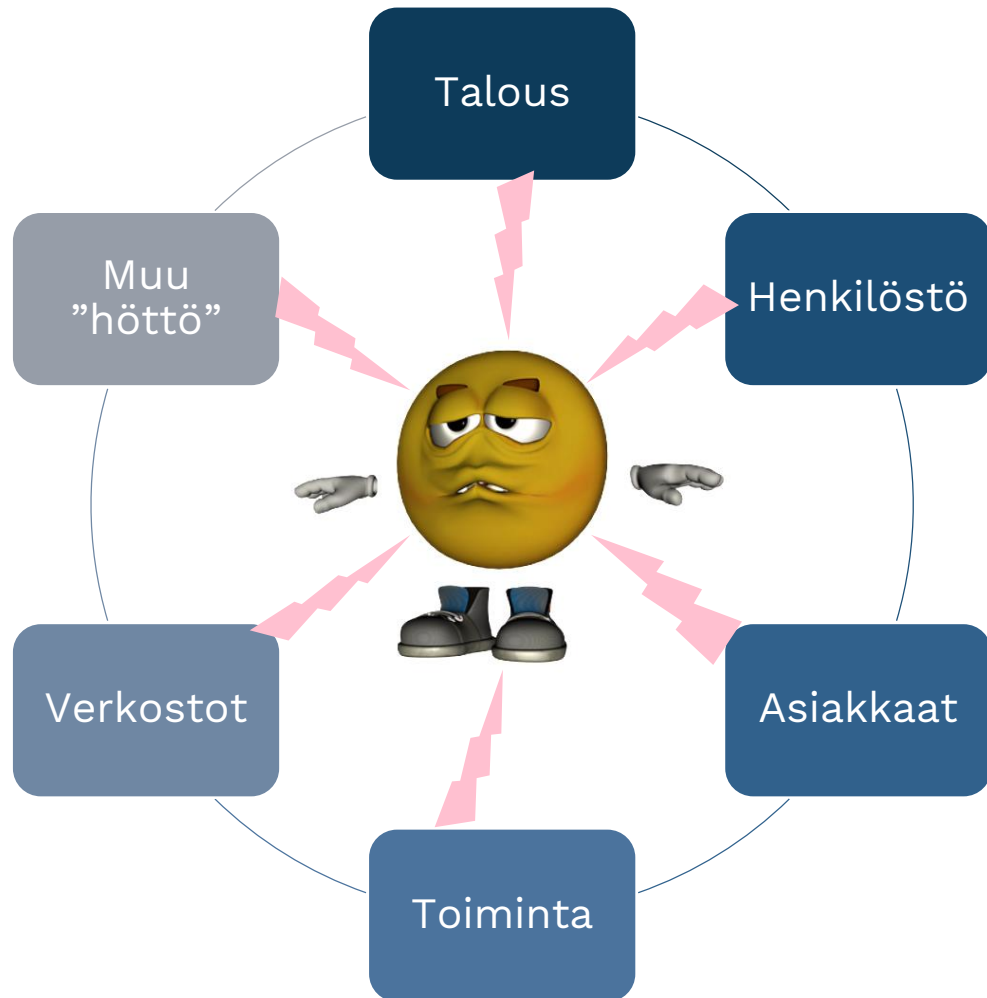 Talous
Henkilöstö
Asiakkaat
Toiminta
Verkostot
Muu
”höttö”